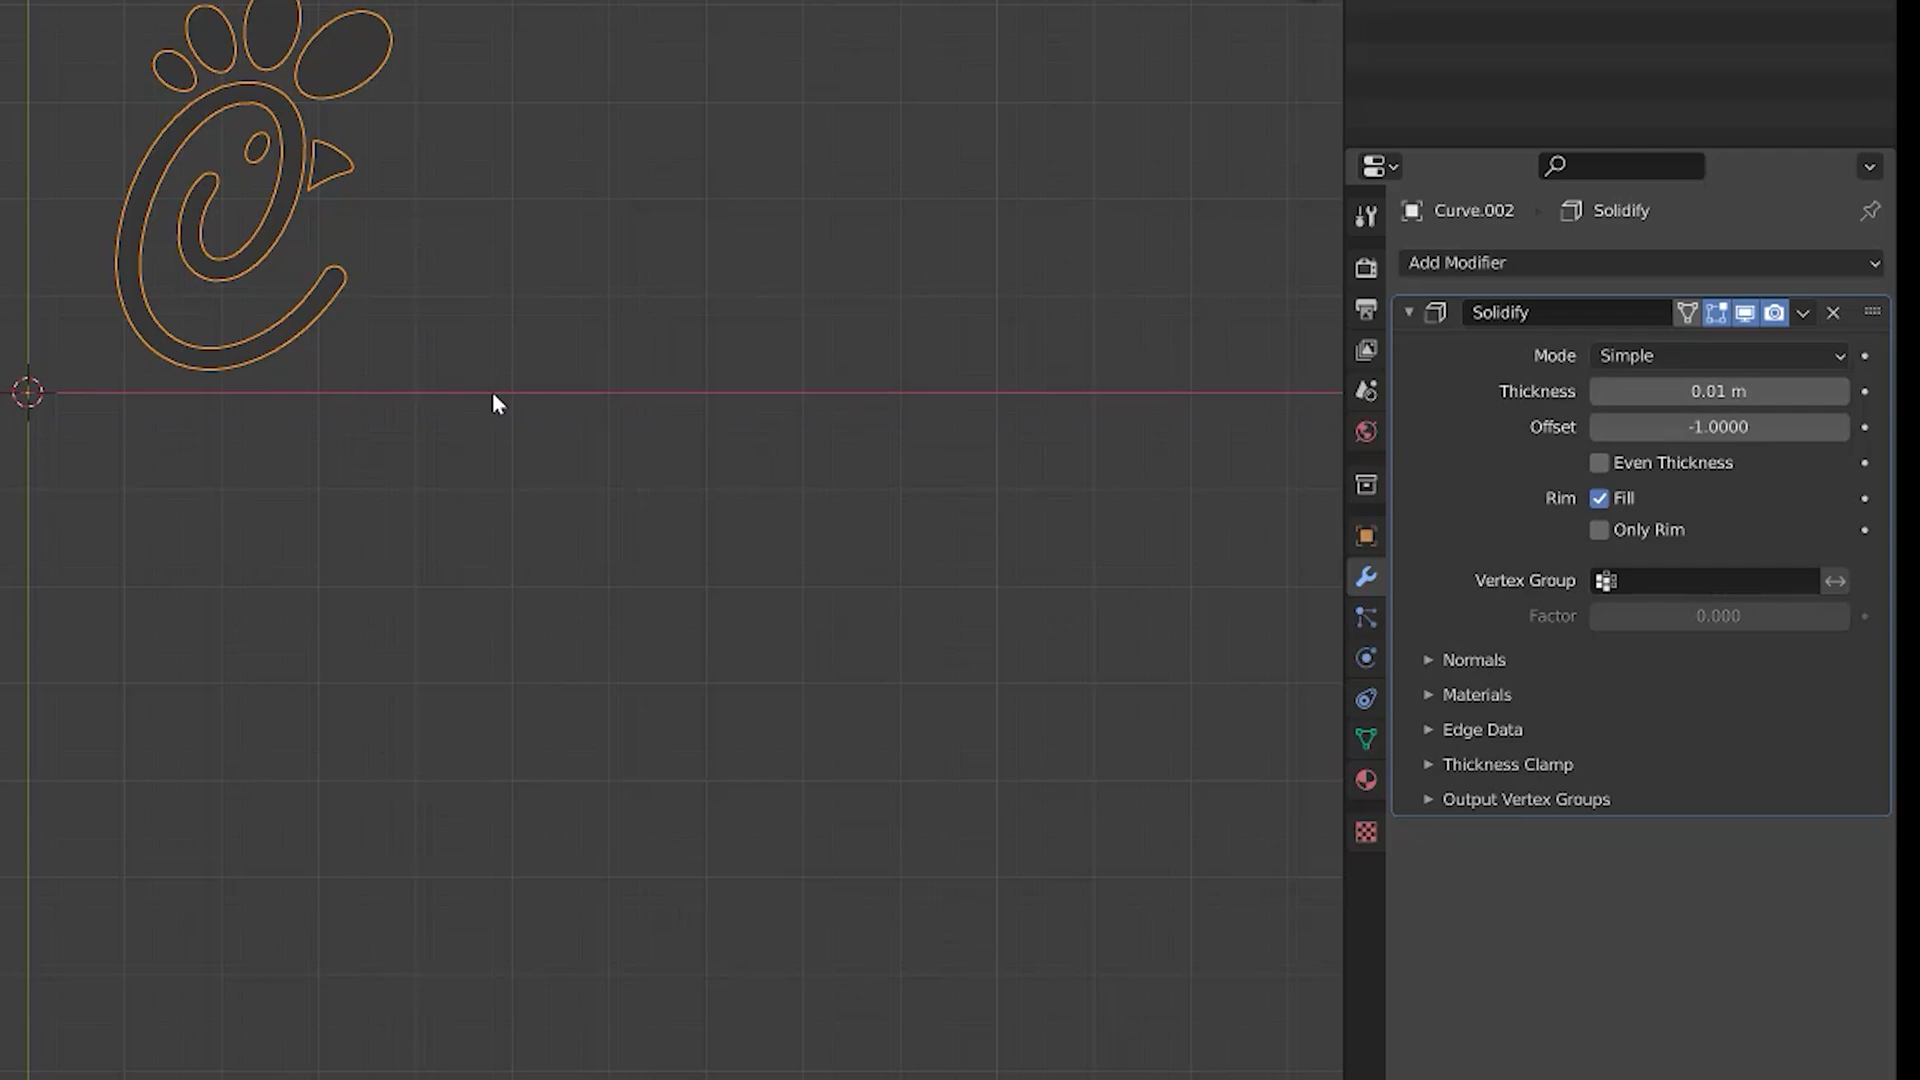 Curve.002 Solidify
Add Modifier
Solidify
Mode Simple
Thickness 0.01 m
Offset -1.0000
Even Thickness
Rim Fill
Only Rim
Vertex Group
Factor 0.000
Normals
Materials
Edge Data
Thickness Clamp
Output Vertex Groups